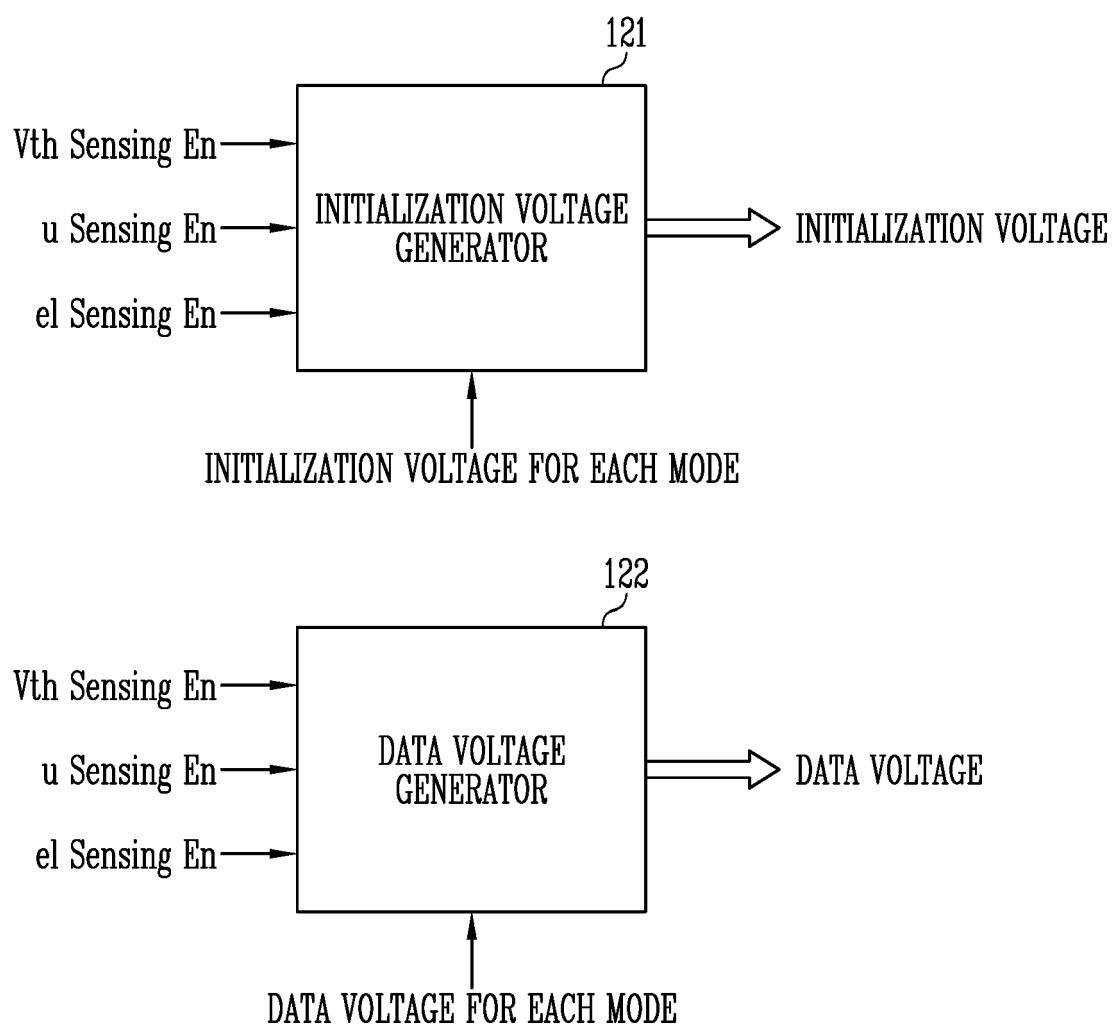 121
Vth Sensing En
u Sensing En
el Sensing En
INITIALIZATION VOLTAGE
GENERATOR
INITIALIZATION VOLTAGE
INITIALIZATION VOLTAGE FOR EACH MODE
122
Vth Sensing En
u Sensing En
el Sensing En
DATA VOLTAGE
GENERATOR
DATA VOLTAGE
DATA VOLTAGE FOR EACH MODE